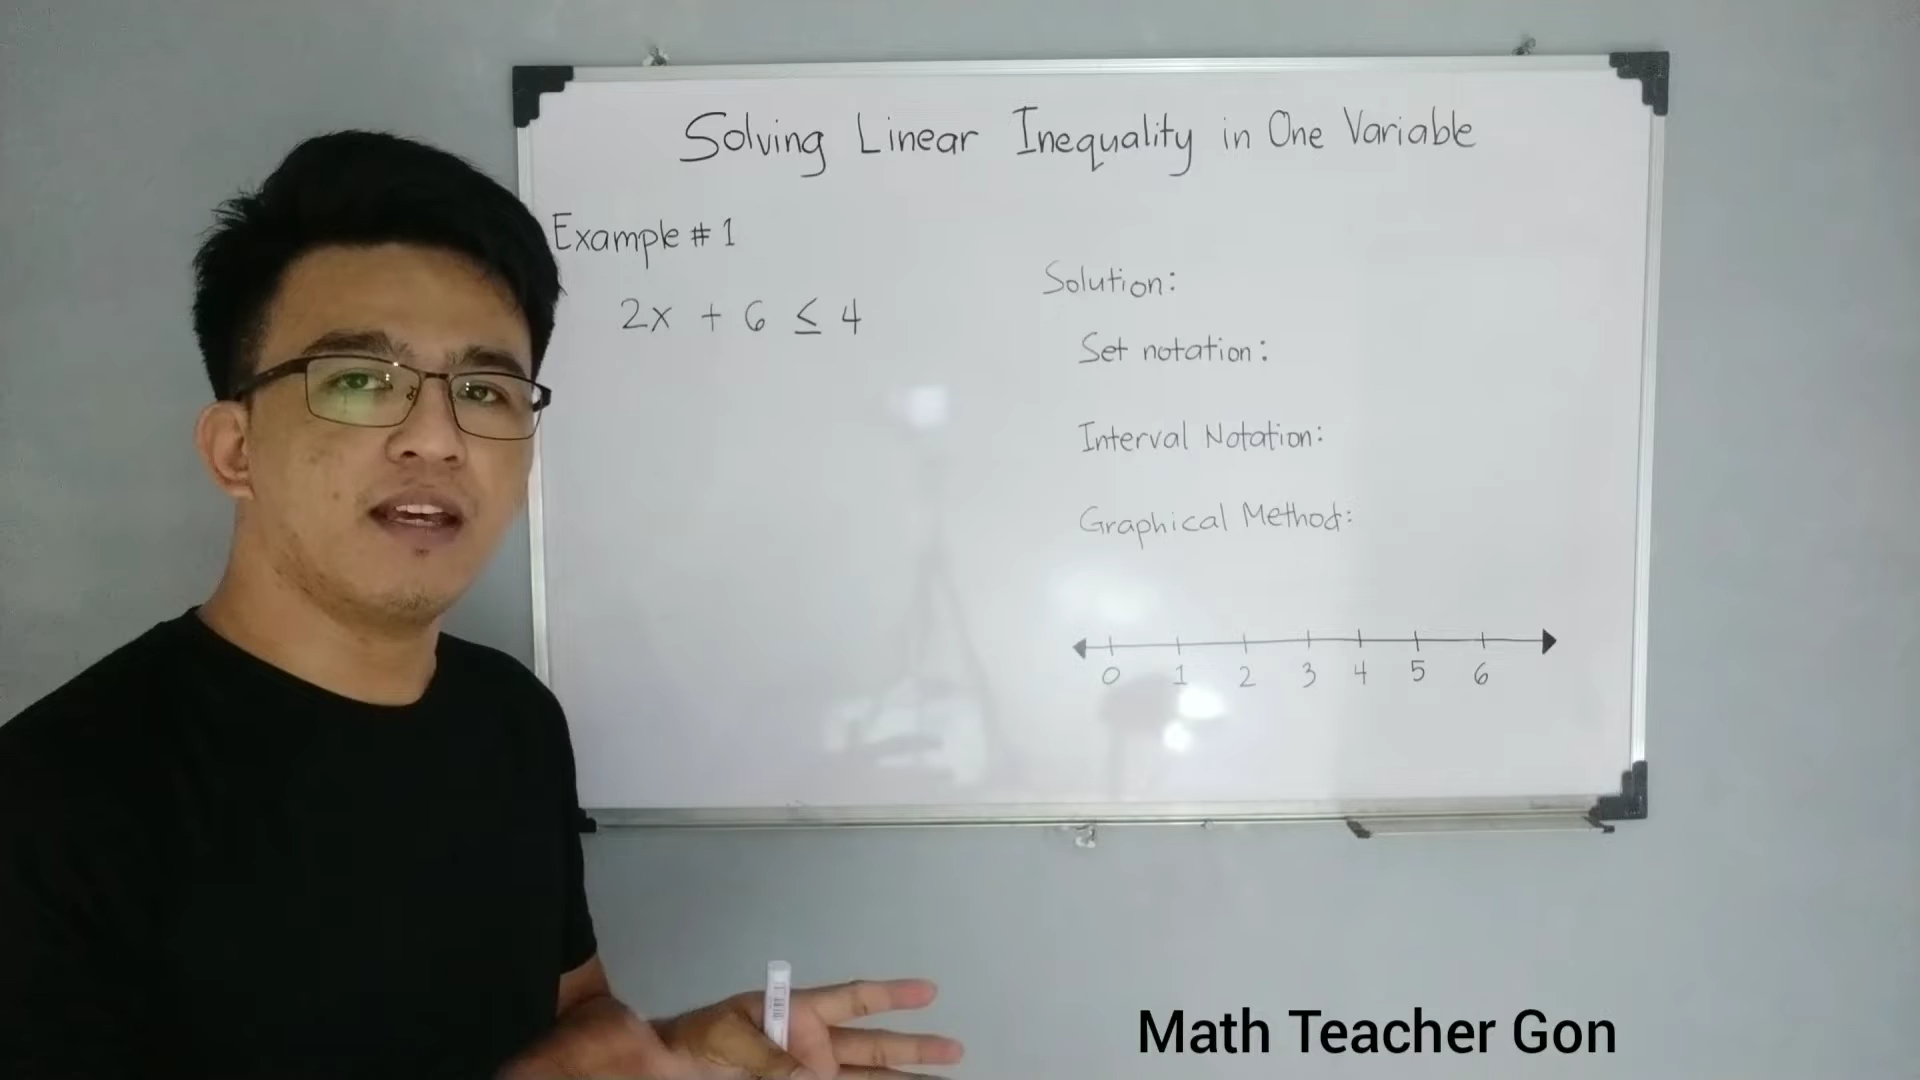 Solving Linear Inequality in One Variable
Example # 1
2x + 6 ≤ 4
Solution:
Set notation:
Interval Notation:
Graphical Method:
0 1 2 3 4 5 6
Math Teacher Gon